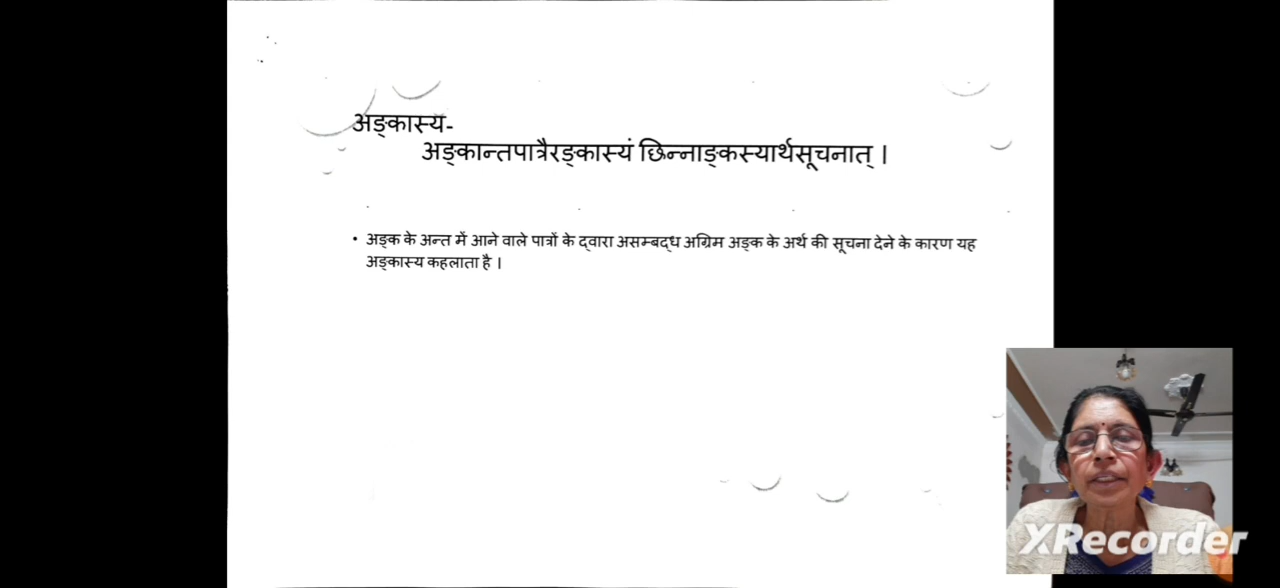 अङ्कास्य-
अङ्कान्तपात्रैरङ्कास्यं छिन्नाङ्कस्यार्थसूचनात् ।
• अङ्क के अन्त में आने वाले पात्रों के द्वारा असम्बद्ध अग्रिम अङ्क के अर्थ की सूचना देने के कारण यह
अङ्कास्य कहलाता है ।
XRecorder